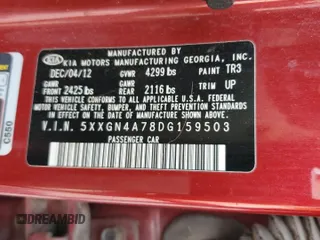 MANUFACTURED BY
KIA KIA MOTORS MANUFACTURING GEORGIA, INC.
DEC/04/12 GVWR 4299 lbs PAINT TR3
GAWR FRONT 2425 lbs GAWR REAR 2116 lbs TRIM UP
THIS VEHICLE CONFORMS TO ALL APPLICABLE FEDERAL MOTOR VEHICLE SAFETY, BUMPER, AND THEFT PREVENTION STANDARDS IN EFFECT ON THE DATE OF MANUFACTURE SHOWN ABOVE.
V.I.N. 5XXGN4A78DG159503
PASSENGER CAR
C550
DREAMBID